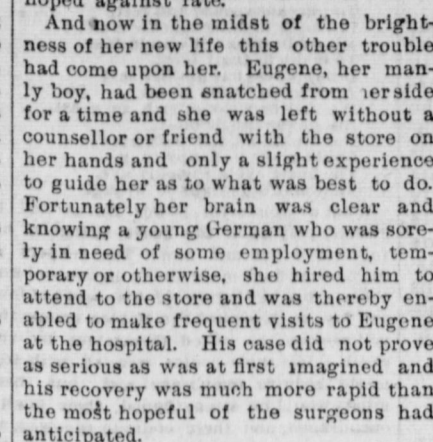 hoped against fate.
And now in the midst of the bright-
ness of her new life this other trouble
had come upon her. Eugene, her man-
ly boy, had been snatched from her side
for a time and she was left without a
counsellor or friend with the store on
her hands and only a slight experience
to guide her as to what was best to do.
Fortunately her brain was clear and
knowing a young German who was sore-
ly in need of some employment, tem-
porary or otherwise, she hired him to
attend to the store and was thereby en-
abled to make frequent visits to Eugene
at the hospital. His case did not prove
as serious as was at first imagined and
his recovery was much more rapid than
the most hopeful of the surgeons had
anticipated.